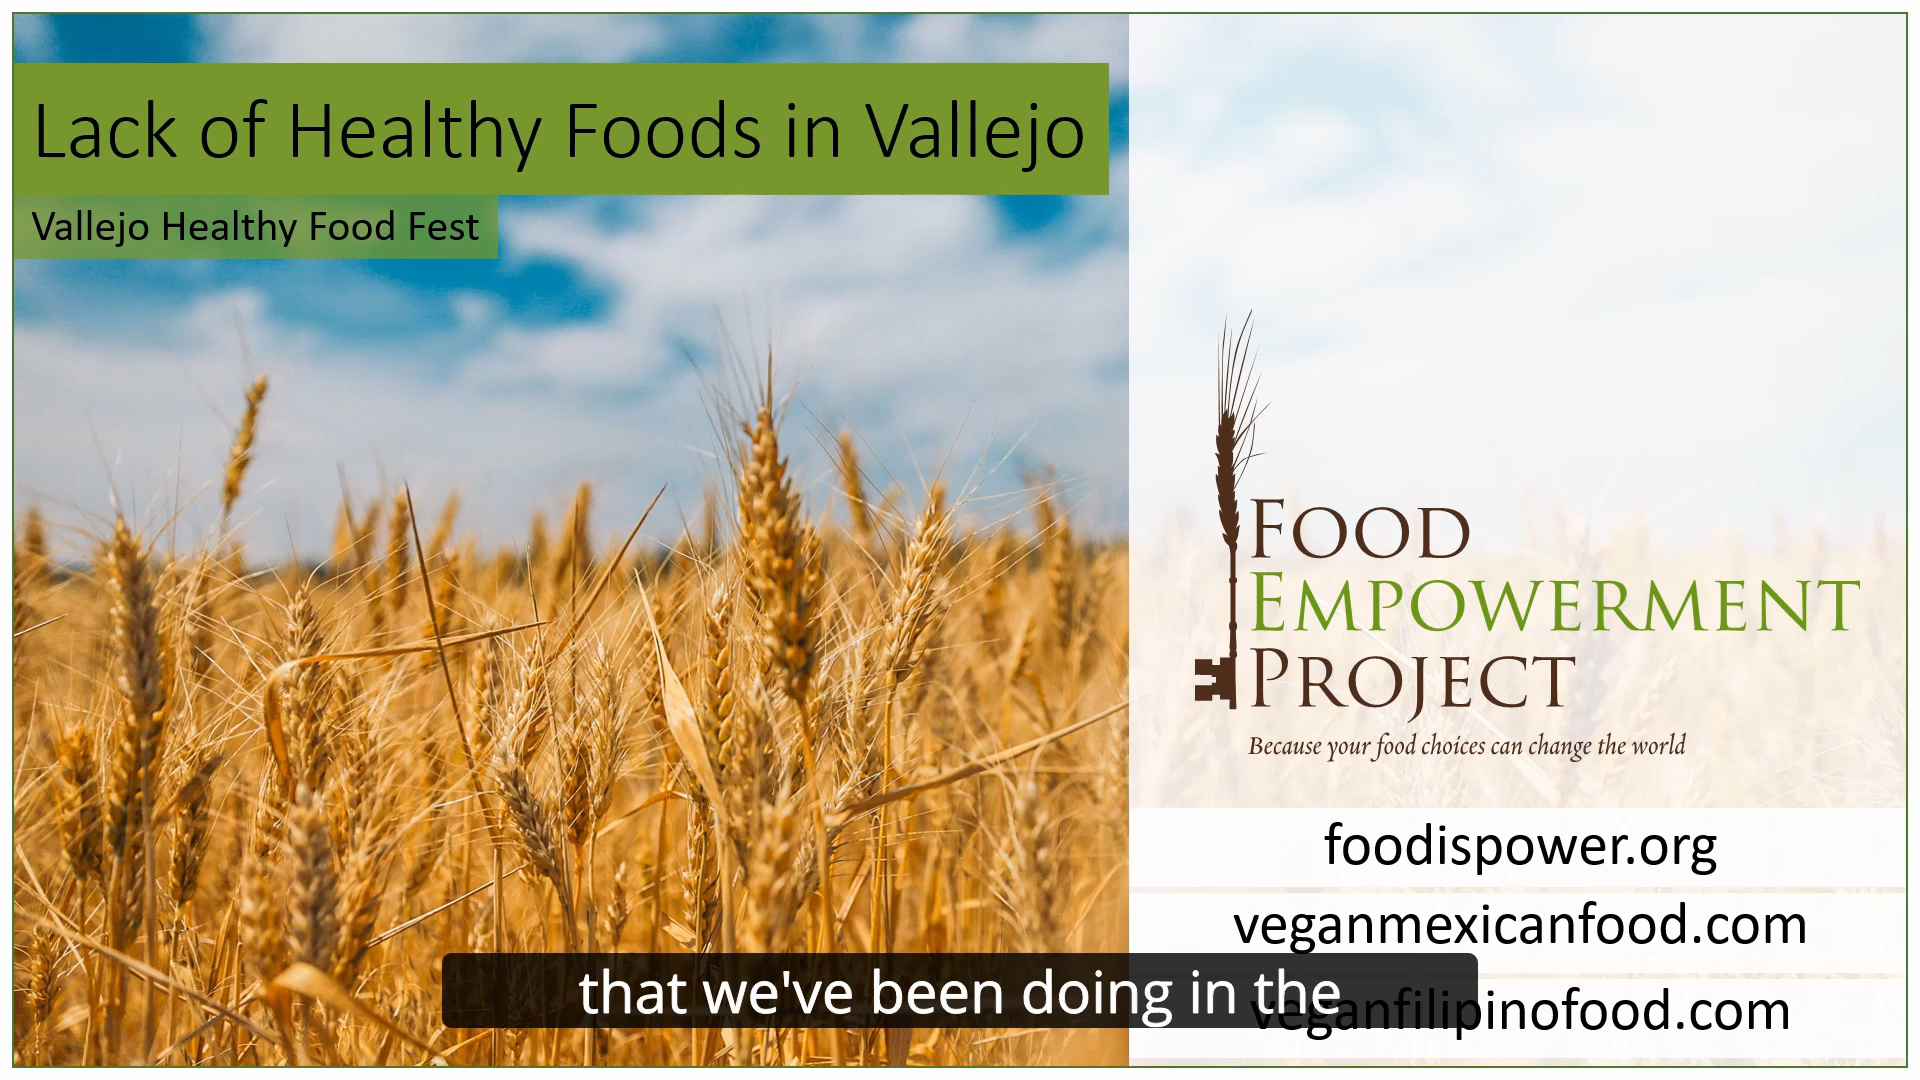 Lack of Healthy Foods in Vallejo
Vallejo Healthy Food Fest
FOOD
EMPOWERMENT
PROJECT
Because your food choices can change the world
foodispower.org
veganmexicanfood.com
veganfilipinofood.com
that we've been doing in the